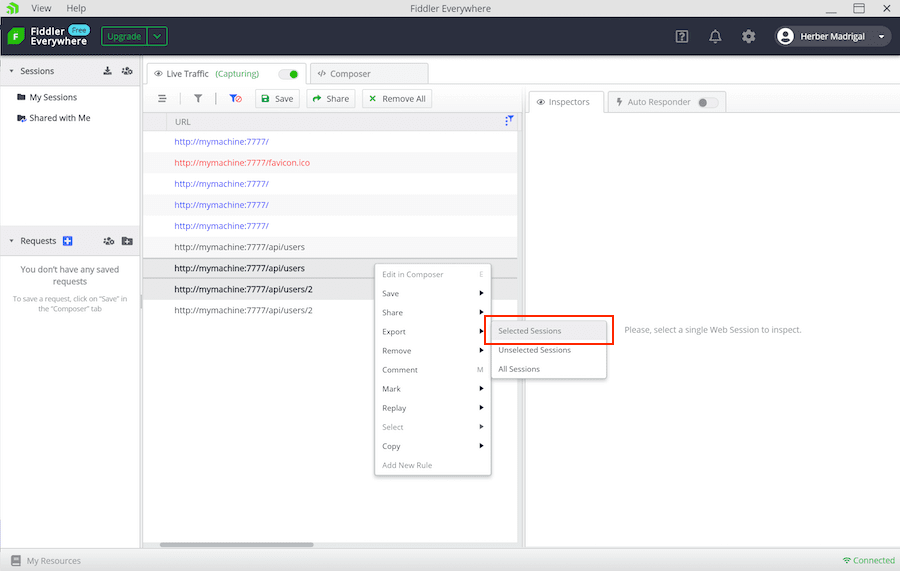 View Help Fiddler Everywhere
F Fiddler Everywhere Free Upgrade Herber Madrigal
Sessions
My Sessions
Shared with Me
Requests
You don't have any saved
requests
To save a request, click on "Save" in
the "Composer" tab
Live Traffic (Capturing) Composer
Save Share Remove All
URL
http://mymachine:7777/
http://mymachine:7777/favicon.ico
http://mymachine:7777/
http://mymachine:7777/
http://mymachine:7777/
http://mymachine:7777/api/users
http://mymachine:7777/api/users
http://mymachine:7777/api/users/2
http://mymachine:7777/api/users/2
Edit in Composer E
Save
Share
Export
Remove
Comment M
Mark
Replay
Select
Copy
Add New Rule
Selected Sessions
Unselected Sessions
All Sessions
Inspectors Auto Responder
Please, select a single Web Session to inspect.
My Resources Connected